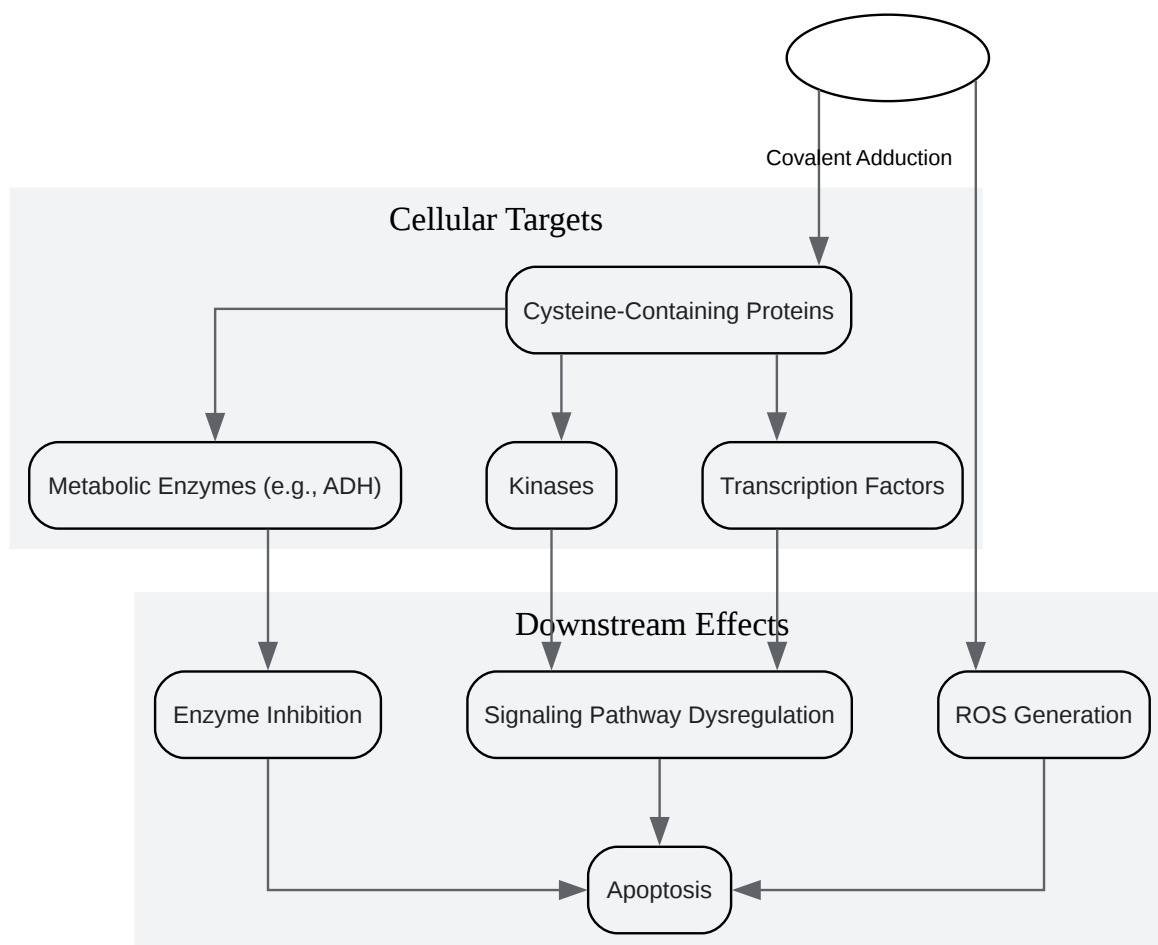 Covalent Adduction
Cellular Targets
Cysteine-Containing Proteins
Metabolic Enzymes (e.g., ADH)
Kinases
Transcription Factors
Downstream Effects
Enzyme Inhibition
Signaling Pathway Dysregulation
ROS Generation
Apoptosis